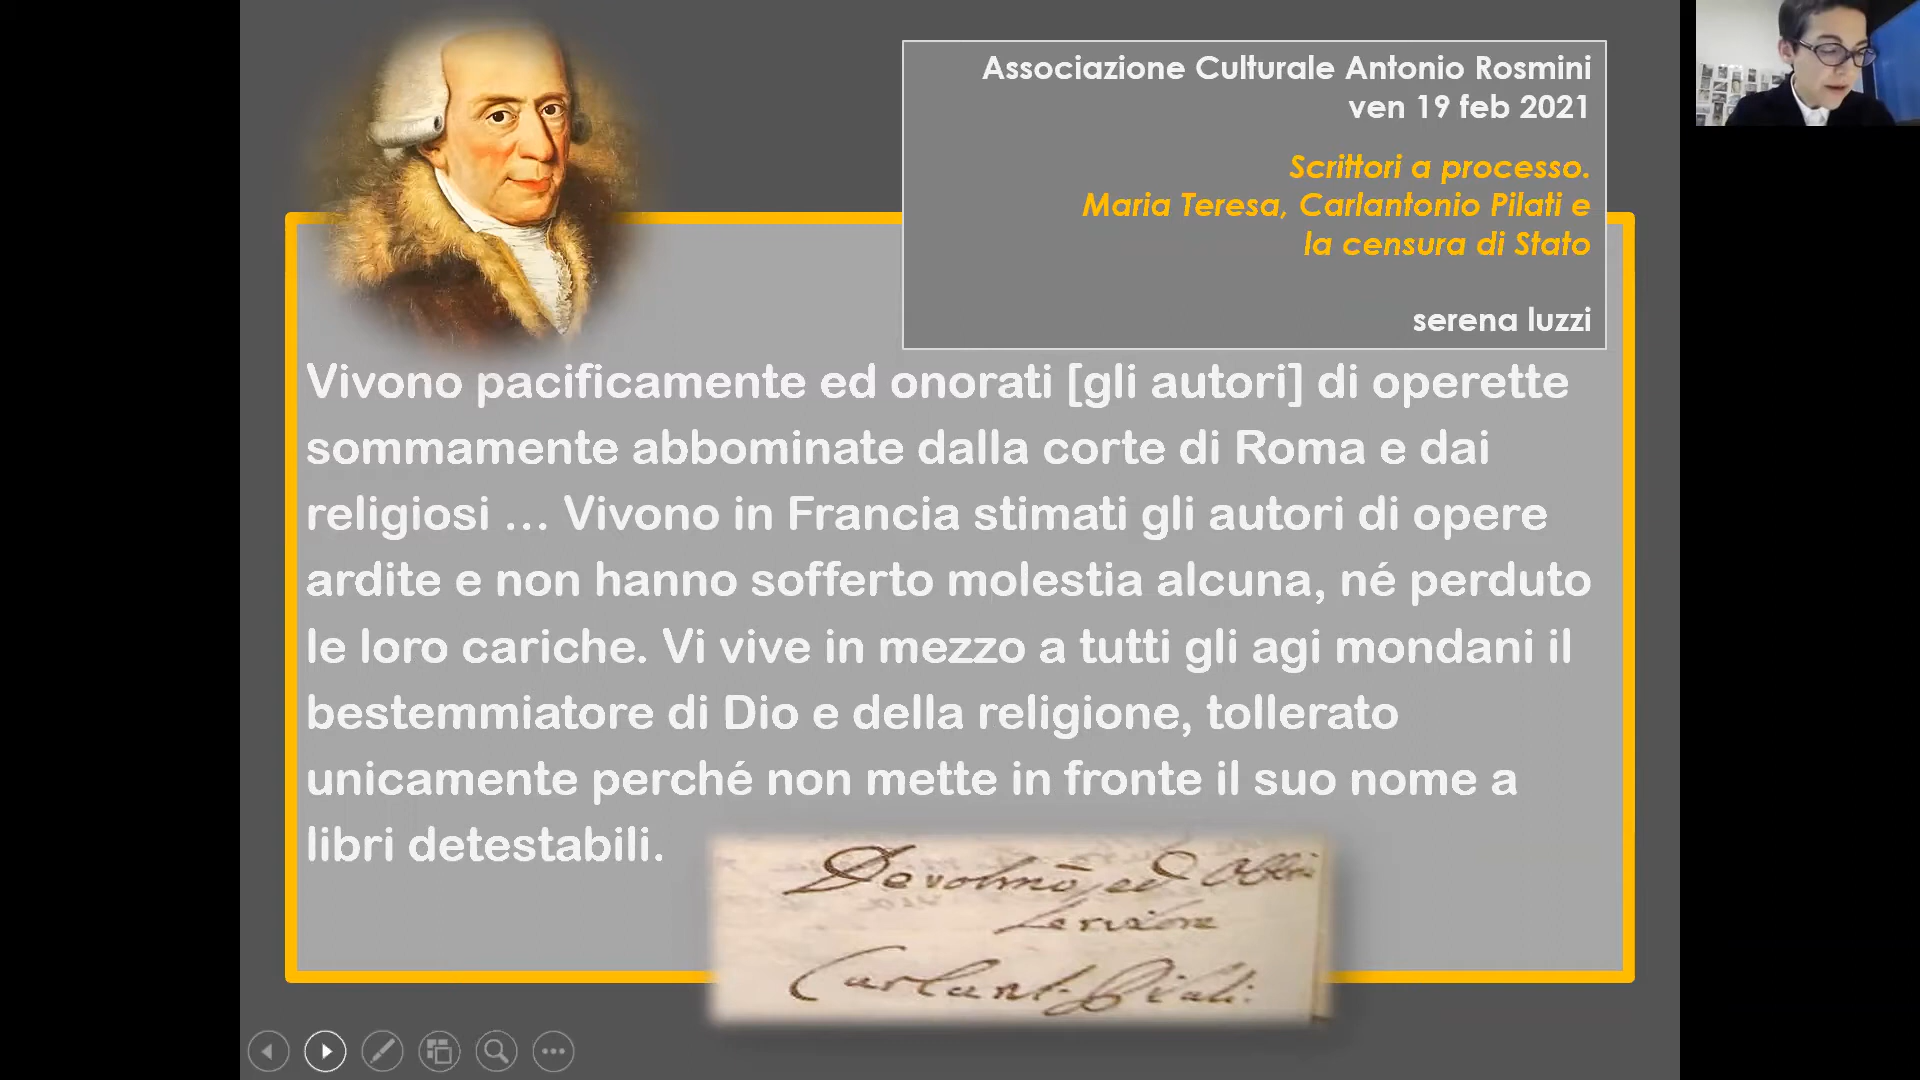 Associazione Culturale Antonio Rosmini
ven 19 feb 2021
Scrittori a processo.
Maria Teresa, Carlantonio Pilati e
la censura di Stato
serena luzzi
Vivono pacificamente ed onorati [gli autori] di operette
sommamente abbominate dalla corte di Roma e dai
religiosi … Vivono in Francia stimati gli autori di opere
ardite e non hanno sofferto molestia alcuna, né perduto
le loro cariche. Vi vive in mezzo a tutti gli agi mondani il
bestemmiatore di Dio e della religione, tollerato
unicamente perché non mette in fronte il suo nome a
libri detestabili.
ed
Carlant. Pilati.